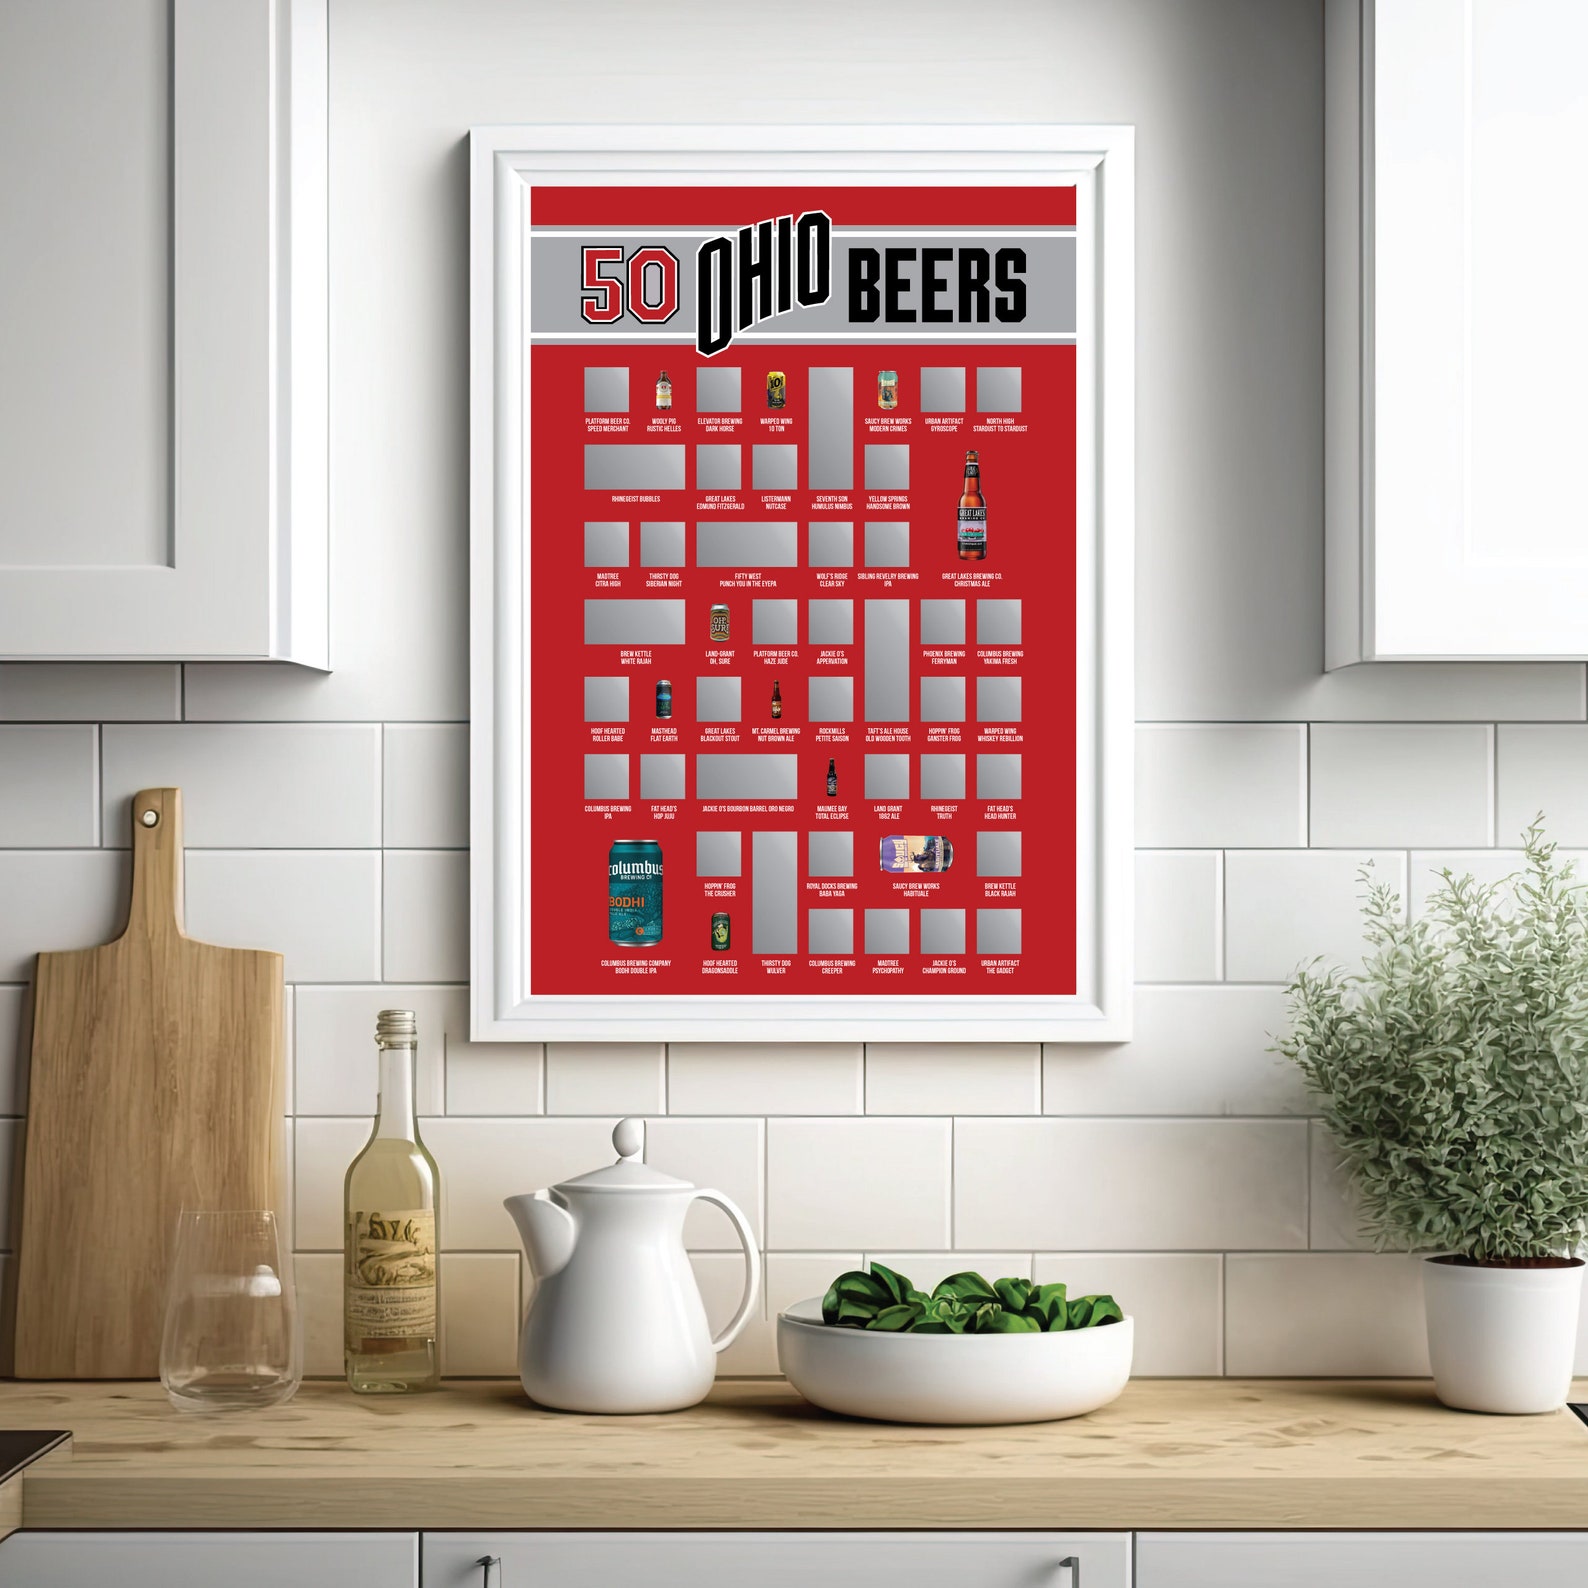 50 OHIO BEERS
PLATFORM BEER CO.
SPEED MERCHANT
WOOLY PIG
RUSTIC HELLES
ELEVATOR BREWING
DARK HORSE
WARPED WING
10 TON
SAUCY BREW WORKS
MODERN CRIMES
URBAN ARTIFACT
GYROSCOPE
NORTH HIGH
STARDUST TO STARDUST
RHINEGEIST BUBBLES
GREAT LAKES
EDMUND FITZGERALD
LISTERMANN
NUTCASE
SEVENTH SON
HUMULUS NIMBUS
YELLOW SPRINGS
HANDSOME BROWN
GREAT LAKES
MADTREE
CITRA HIGH
THIRSTY DOG
SIBERIAN NIGHT
FIFTY WEST
PUNCH YOU IN THE EYEPA
WOLF'S RIDGE
CLEAR SKY
SIBLING REVELRY BREWING
IPA
GREAT LAKES BREWING CO.
CHRISTMAS ALE
BREW KETTLE
WHITE RAJAH
LAND-GRANT
OH, SURE
PLATFORM BEER CO.
HAZE JUDE
JACKIE O'S
APPERVATION
PHOENIX BREWING
FERRYMAN
COLUMBUS BREWING
YAKIMA FRESH
HOOF HEARTED
ROLLER BABE
MASTHEAD
FLAT EARTH
GREAT LAKES
BLACKOUT STOUT
MT. CARMEL BREWING
NUT BROWN ALE
ROCKMILLS
PETITE SAISON
TAFT'S ALE HOUSE
OLD WOODEN TOOTH
HOPPIN' FROG
GANSTER FROG
WARPED WING
WHISKEY REBILLION
COLUMBUS BREWING
IPA
FAT HEAD'S
HOP JUJU
JACKIE O'S BOURBON BARREL ORO NEGRO
MAUMEE BAY
TOTAL ECLIPSE
LAND GRANT
1862 ALE
RHINEGEIST
TRUTH
FAT HEAD'S
HEAD HUNTER
columbus
BREWING CO
BODHI
HOPPIN' FROG
THE CRUSHER
ROYAL DOCKS BREWING
BABA YAGA
SAUCY BREW WORKS
HABITUALE
BREW KETTLE
BLACK RAJAH
COLUMBUS BREWING COMPANY
BODHI DOUBLE IPA
HOOF HEARTED
DRAGONSADDLE
THIRSTY DOG
WULVER
COLUMBUS BREWING
CREEPER
MADTREE
PSYCHOPATHY
JACKIE O'S
CHAMPION GROUND
URBAN ARTIFACT
THE GADGET